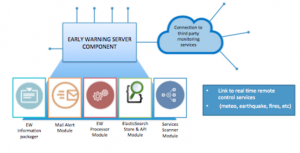 EARLY WARNING SERVER
COMPONENT
Connection to
third party
monitoring
services
EW
Information
packager
Mail Alert
Module
EW
Processor
Module
ElasticSearch
Store & API
Module
Services
Scanner
Module
▪ Link to real-time remote
control services
▪ (meteo, earthquake, fires, etc)